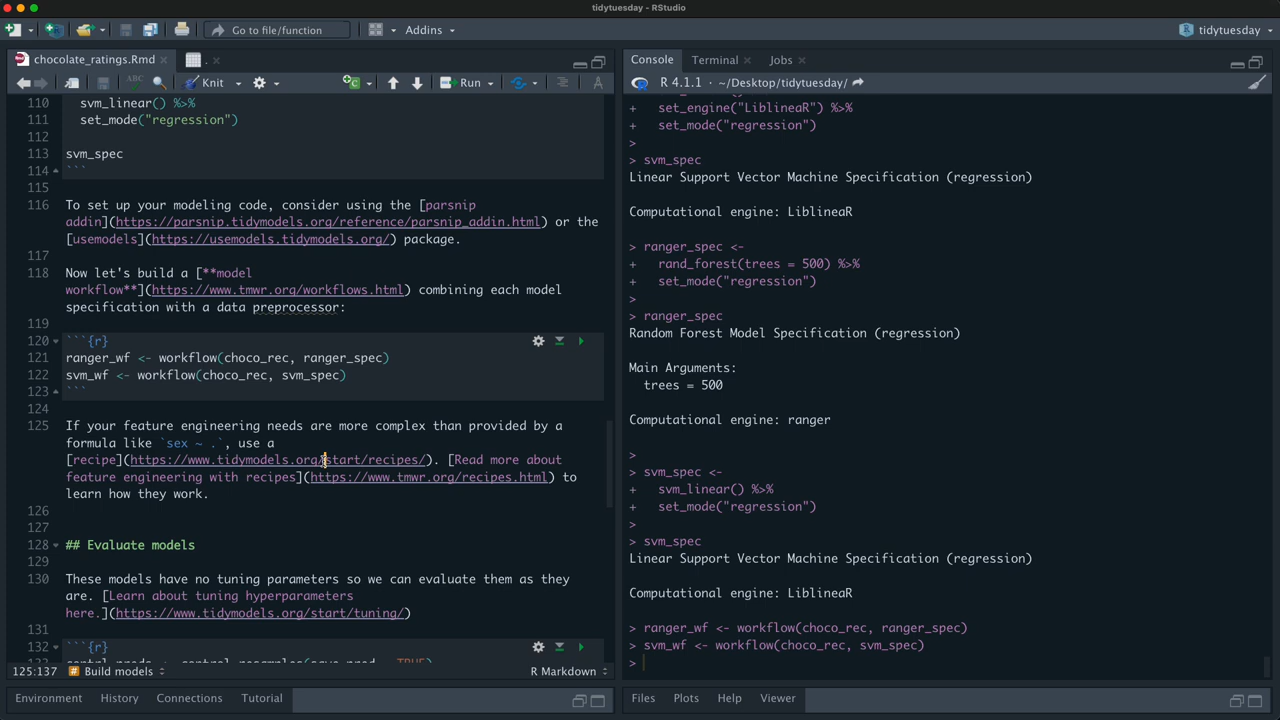 tidytuesday - RStudio
Go to file/function
Addins
tidytuesday
chocolate_ratings.Rmd
.
ABC
Knit
Run
110 svm_linear() %>%
111 set_mode("regression")
112
113 svm_spec
114 ```
115
116 To set up your modeling code, consider using the [parsnip
addin](https://parsnip.tidymodels.org/reference/parsnip_addin.html) or the
[usemodels](https://usemodels.tidymodels.org/) package.
117
118 Now let's build a [**model
workflow**](https://www.tmwr.org/workflows.html) combining each model
specification with a data preprocessor:
119
120 ```{r}
121 ranger_wf <- workflow(choco_rec, ranger_spec)
122 svm_wf <- workflow(choco_rec, svm_spec)
123 ```
124
125 If your feature engineering needs are more complex than provided by a
formula like `sex ~ .`, use a
[recipe](https://www.tidymodels.org/start/recipes/). [Read more about
feature engineering with recipes](https://www.tmwr.org/recipes.html) to
learn how they work.
126
127
128 ## Evaluate models
129
130 These models have no tuning parameters so we can evaluate them as they
are. [Learn about tuning hyperparameters
here.](https://www.tidymodels.org/start/tuning/)
131
132 ```{r}
125:137 # Build models R Markdown
Environment History Connections Tutorial
Console Terminal Jobs
R 4.1.1 · ~/Desktop/tidytuesday/
+ set_engine("LiblineaR") %>%
+ set_mode("regression")
>
> svm_spec
Linear Support Vector Machine Specification (regression)
Computational engine: LiblineaR
> ranger_spec <-
+ rand_forest(trees = 500) %>%
+ set_mode("regression")
>
> ranger_spec
Random Forest Model Specification (regression)
Main Arguments:
trees = 500
Computational engine: ranger
>
> svm_spec <-
+ svm_linear() %>%
+ set_mode("regression")
>
> svm_spec
Linear Support Vector Machine Specification (regression)
Computational engine: LiblineaR
> ranger_wf <- workflow(choco_rec, ranger_spec)
> svm_wf <- workflow(choco_rec, svm_spec)
>
Files Plots Help Viewer